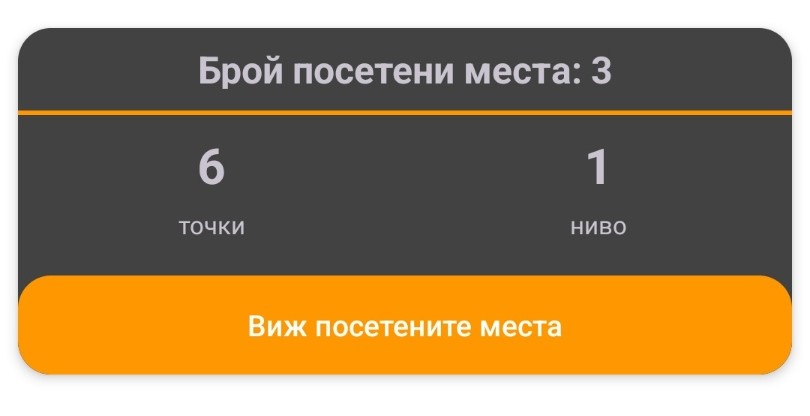 Брой посетени места: 3
6
1
точки
ниво
Виж посетените места